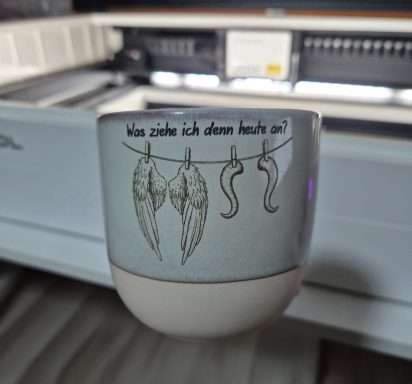 Was ziehe ich denn heute an?